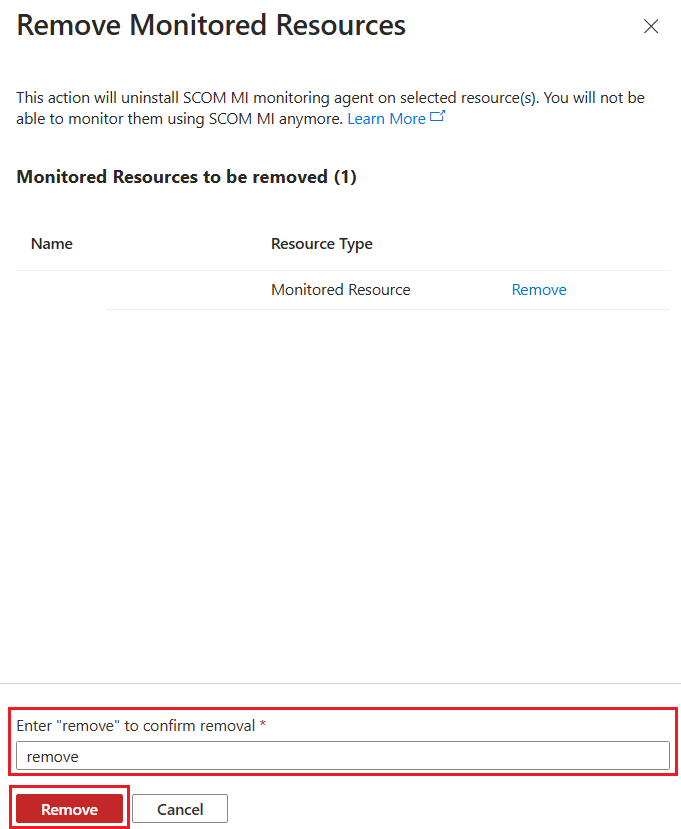 Remove Monitored Resources
This action will uninstall SCOM MI monitoring agent on selected resource(s). You will not be
able to monitor them using SCOM MI anymore. Learn More
Monitored Resources to be removed (1)
Name Resource Type
Monitored Resource Remove
Enter "remove" to confirm removal *
remove
Remove Cancel